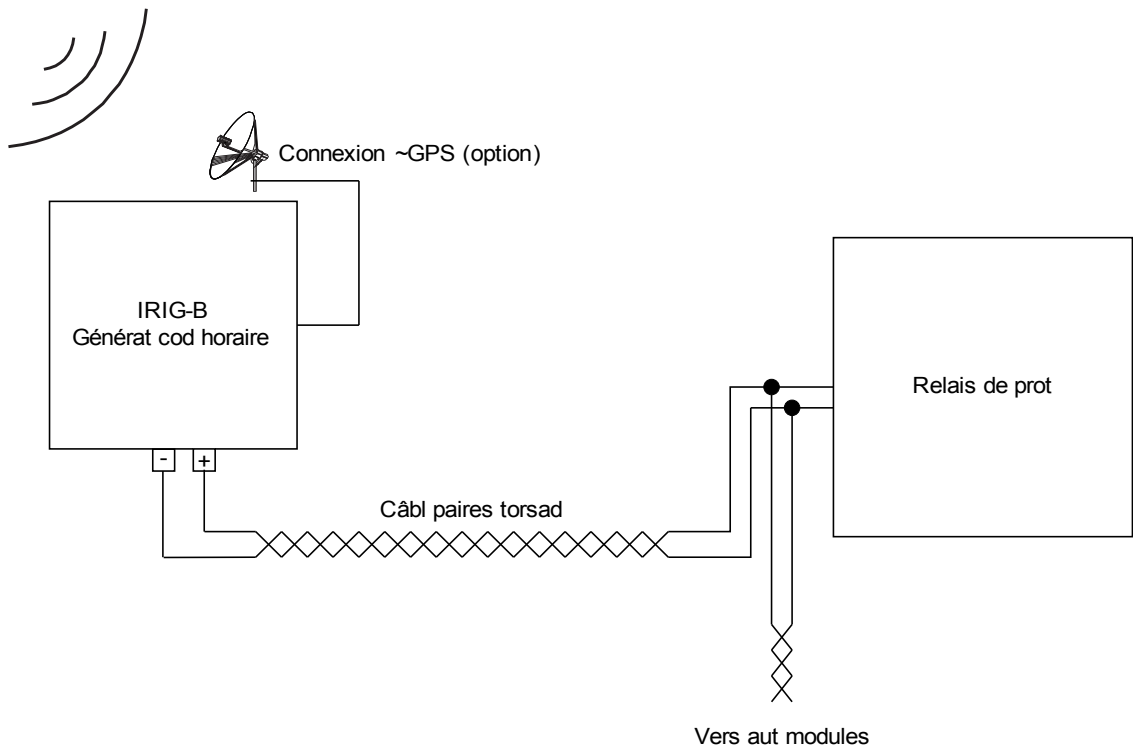 Connexion ~GPS (option)
IRIG-B
Générat cod horaire
Relais de prot
- +
Câbl paires torsad
Vers aut modules